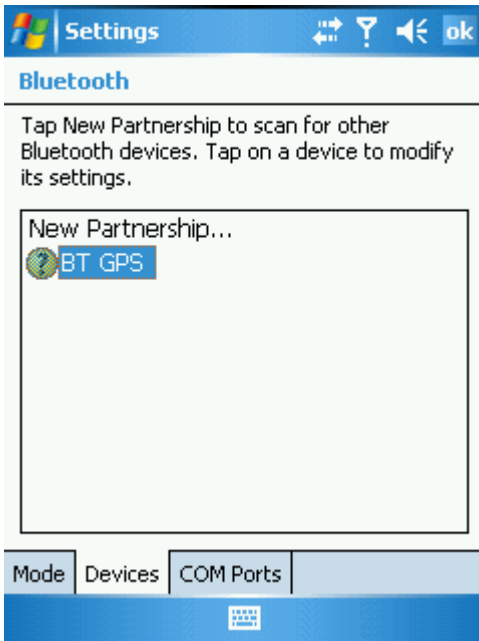 Settings
ok
Bluetooth
Tap New Partnership to scan for other
Bluetooth devices. Tap on a device to modify
its settings.
New Partnership...
BT GPS
Mode Devices COM Ports